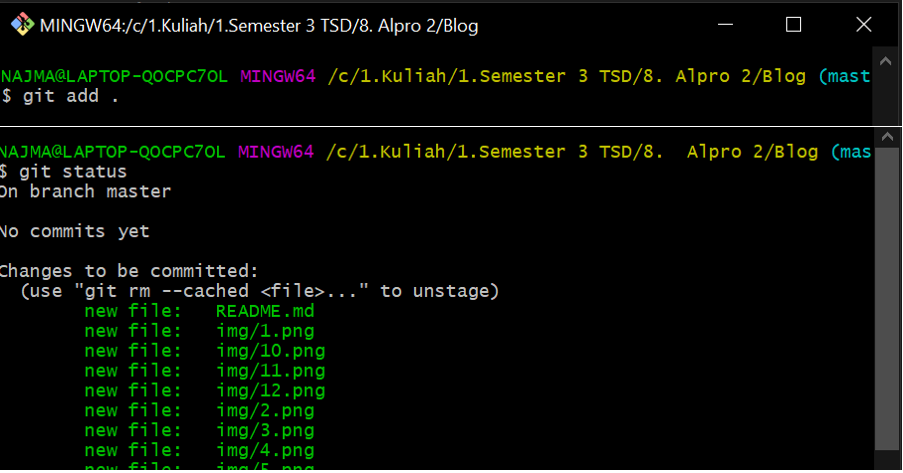 MINGW64:/c/1.Kuliah/1.Semester 3 TSD/8. Alpro 2/Blog
NAJMA@LAPTOP-QOCPC7OL MINGW64 /c/1.Kuliah/1.Semester 3 TSD/8. Alpro 2/Blog (mast
$ git add .
NAJMA@LAPTOP-QOCPC7OL MINGW64 /c/1.Kuliah/1.Semester 3 TSD/8.  Alpro 2/Blog (mas
$ git status
On branch master
No commits yet
Changes to be committed:
  (use "git rm --cached <file>..." to unstage)
        new file:   README.md
        new file:   img/1.png
        new file:   img/10.png
        new file:   img/11.png
        new file:   img/12.png
        new file:   img/2.png
        new file:   img/3.png
        new file:   img/4.png
        new file:   img/5.png